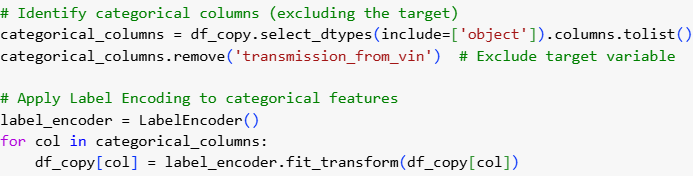 # Identify categorical columns (excluding the target)
categorical_columns = df_copy.select_dtypes(include=['object']).columns.tolist()
categorical_columns.remove('transmission_from_vin')  # Exclude target variable

# Apply Label Encoding to categorical features
label_encoder = LabelEncoder()
for col in categorical_columns:
    df_copy[col] = label_encoder.fit_transform(df_copy[col])